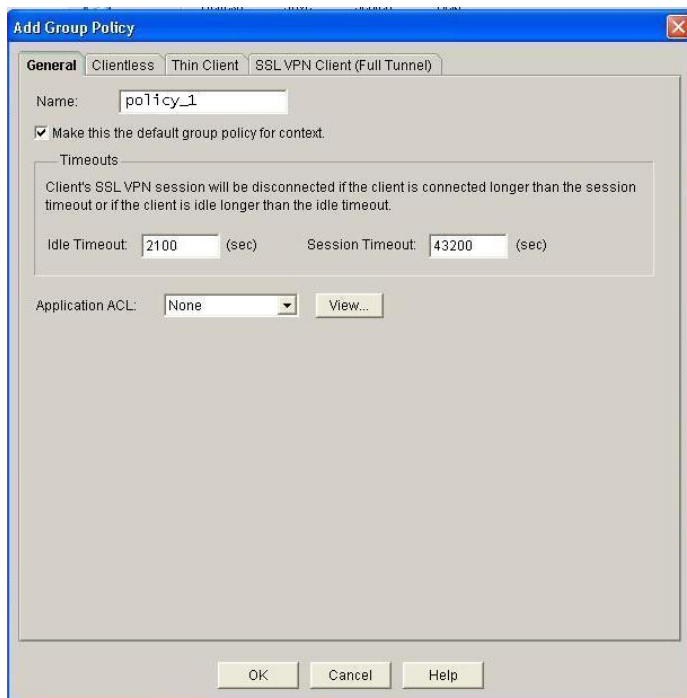 Add Group Policy
General Clientless Thin Client SSL VPN Client (Full Tunnel)
Name: policy_1
Make this the default group policy for context.
Timeouts
Client's SSL VPN session will be disconnected if the client is connected longer than the session
timeout or if the client is idle longer than the idle timeout.
Idle Timeout: 2100 (sec) Session Timeout: 43200 (sec)
Application ACL: None View...
OK Cancel Help